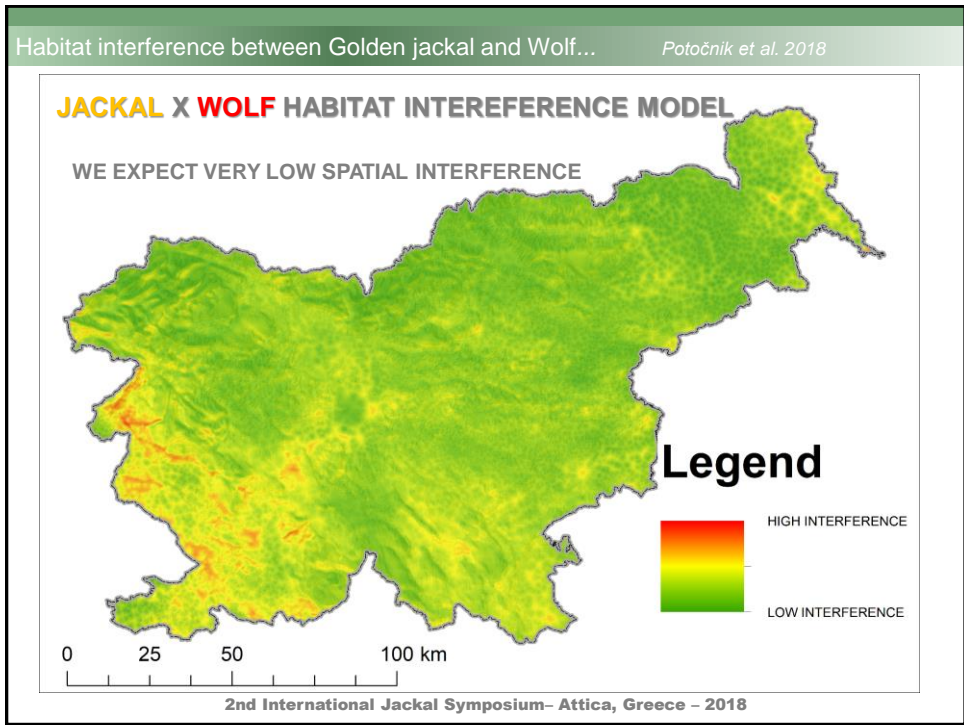 Habitat interference between Golden jackal and Wolf... Potočnik et al. 2018
JACKAL X WOLF HABITAT INTEREFERENCE MODEL
WE EXPECT VERY LOW SPATIAL INTERFERENCE
Legend
HIGH INTERFERENCE
LOW INTERFERENCE
0 25 50 100 km
2nd International Jackal Symposium– Attica, Greece – 2018